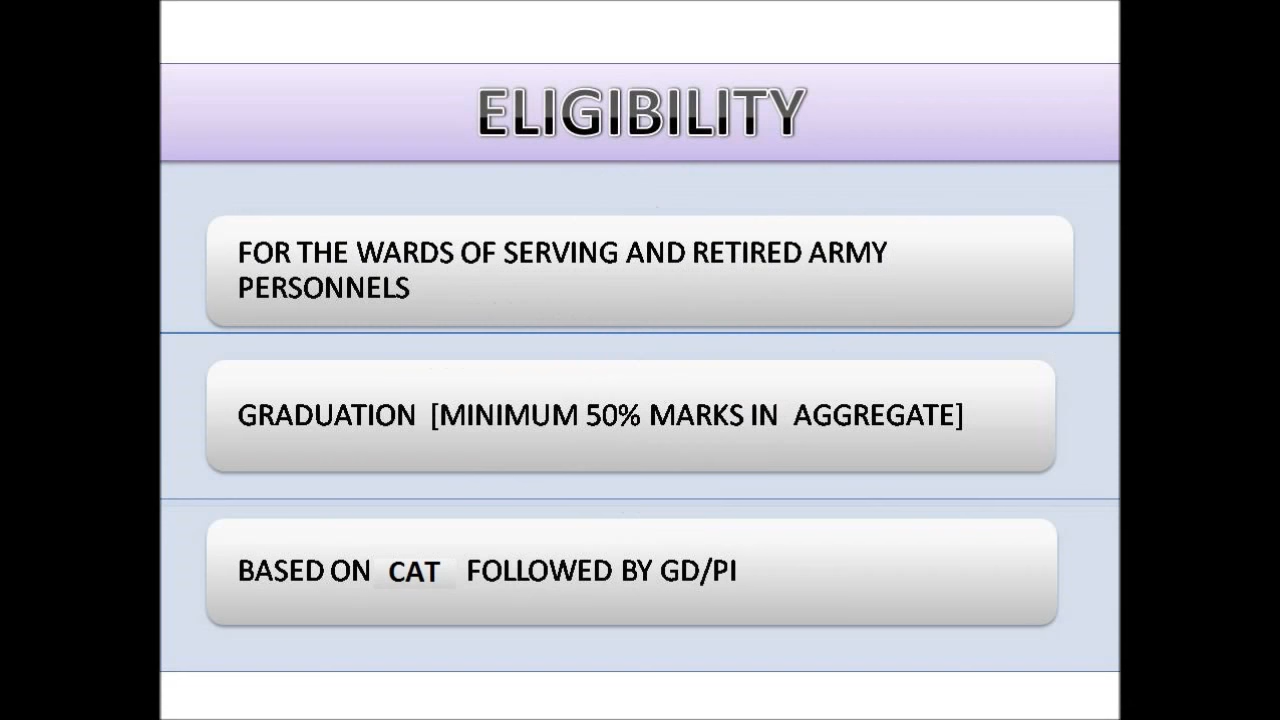 ELIGIBILITY
FOR THE WARDS OF SERVING AND RETIRED ARMY
PERSONNELS
GRADUATION [MINIMUM 50% MARKS IN AGGREGATE]
BASED ON CAT FOLLOWED BY GD/PI